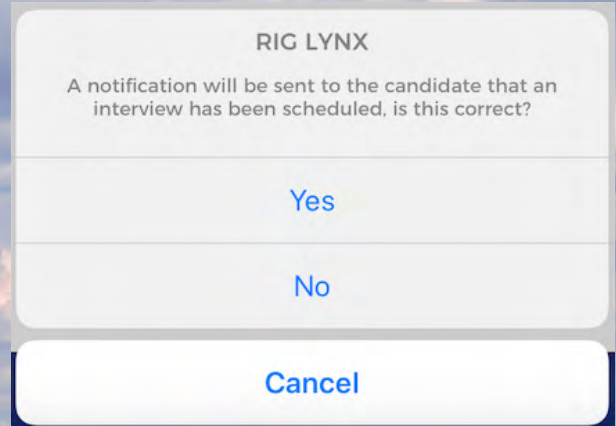 RIG LYNX
A notification will be sent to the candidate that an
interview has been scheduled, is this correct?
Yes
No
Cancel